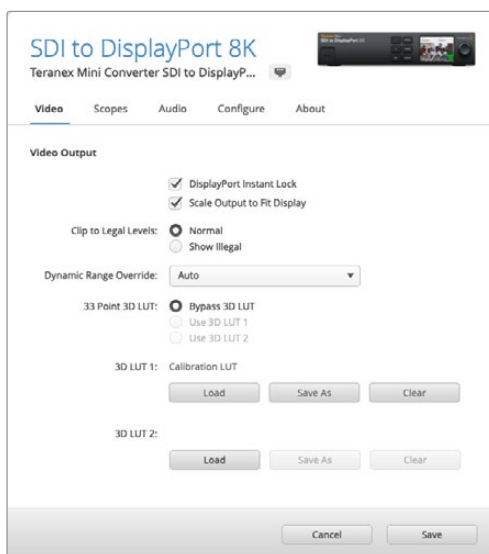 SDI to DisplayPort 8K
Teranex Mini Converter SDI to DisplayP...
Video Scopes Audio Configure About
Video Output
DisplayPort Instant Lock
Scale Output to Fit Display
Clip to Legal Levels: Normal
Show Illegal
Dynamic Range Override: Auto
33 Point 3D LUT: Bypass 3D LUT
Use 3D LUT 1
Use 3D LUT 2
3D LUT 1: Calibration LUT
Load Save As Clear
3D LUT 2:
Load Save As Clear
Cancel Save